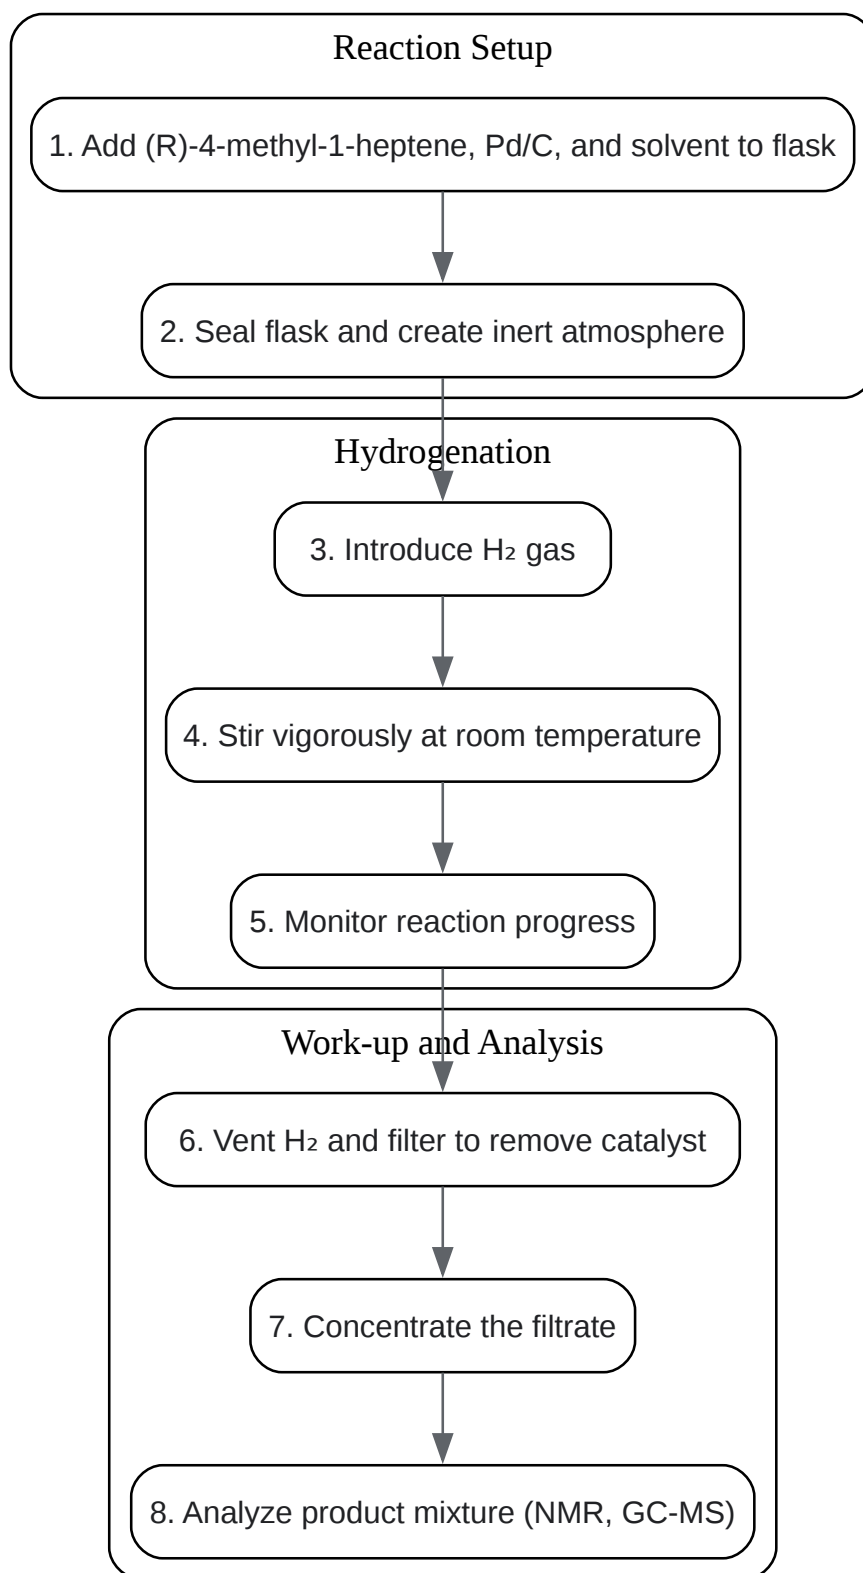 Reaction Setup
1. Add (R)-4-methyl-1-heptene, Pd/C, and solvent to flask
2. Seal flask and create inert atmosphere
Hydrogenation
3. Introduce H₂ gas
4. Stir vigorously at room temperature
5. Monitor reaction progress
Work-up and Analysis
6. Vent H₂ and filter to remove catalyst
7. Concentrate the filtrate
8. Analyze product mixture (NMR, GC-MS)